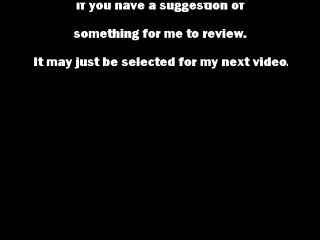 If you have a suggestion of
something for me to review.
It may just be selected for my next video.